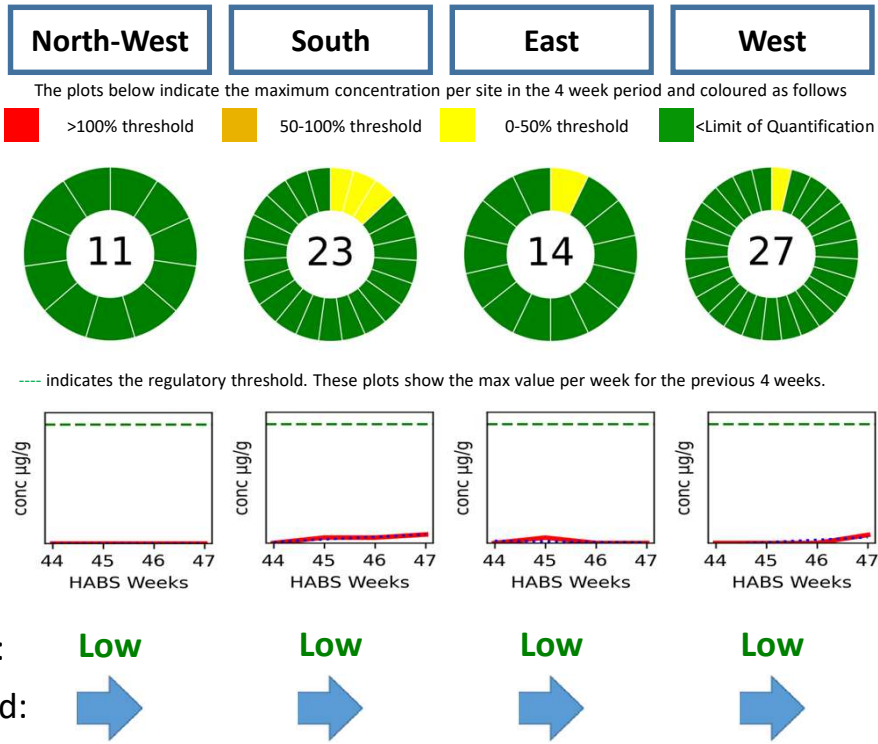 North-West South East West
The plots below indicate the maximum concentration per site in the 4 week period and coloured as follows
>100% threshold 50-100% threshold 0-50% threshold <Limit of Quantification
11 23 14 27
---- indicates the regulatory threshold. These plots show the max value per week for the previous 4 weeks.
conc µg/g conc µg/g conc µg/g conc µg/g
44 45 46 47 44 45 46 47 44 45 46 47 44 45 46 47
HABS Weeks HABS Weeks HABS Weeks HABS Weeks
: Low Low Low Low
d: